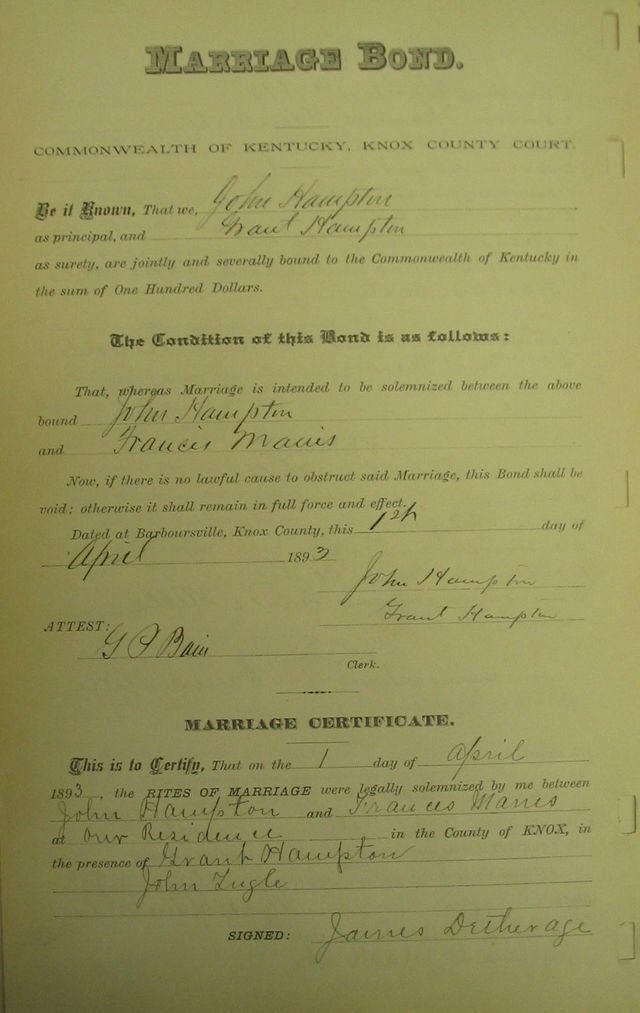 MARRIAGE BOND.
COMMONWEALTH OF KENTUCKY, KNOX COUNTY COURT.
Be it Known, That we, John Hampton
as principal, and Grant Hampton
as surety, are jointly and severally bound to the Commonwealth of Kentucky in
the sum of One Hundred Dollars.
The Condition of this Bond is as follows:
That, whereas Marriage is intended to be solemnized between the above
bound John Hampton
and Francis Manis
Now, if there is no lawful cause to obstruct said Marriage, this Bond shall be
void; otherwise it shall remain in full force and effect.
Dated at Barboursville, Knox County, this 1st day of
April 1893
John Hampton
Grant Hampton
ATTEST:
G Bain
Clerk.
MARRIAGE CERTIFICATE.
This is to Certify, That on the 1 day of April
1893, the RITES OF MARRIAGE were legally solemnized by me between
John Hampton and Frances Manis
at our Residence in the County of KNOX, in
the presence of Grant Hampton
John
SIGNED: James Detherage